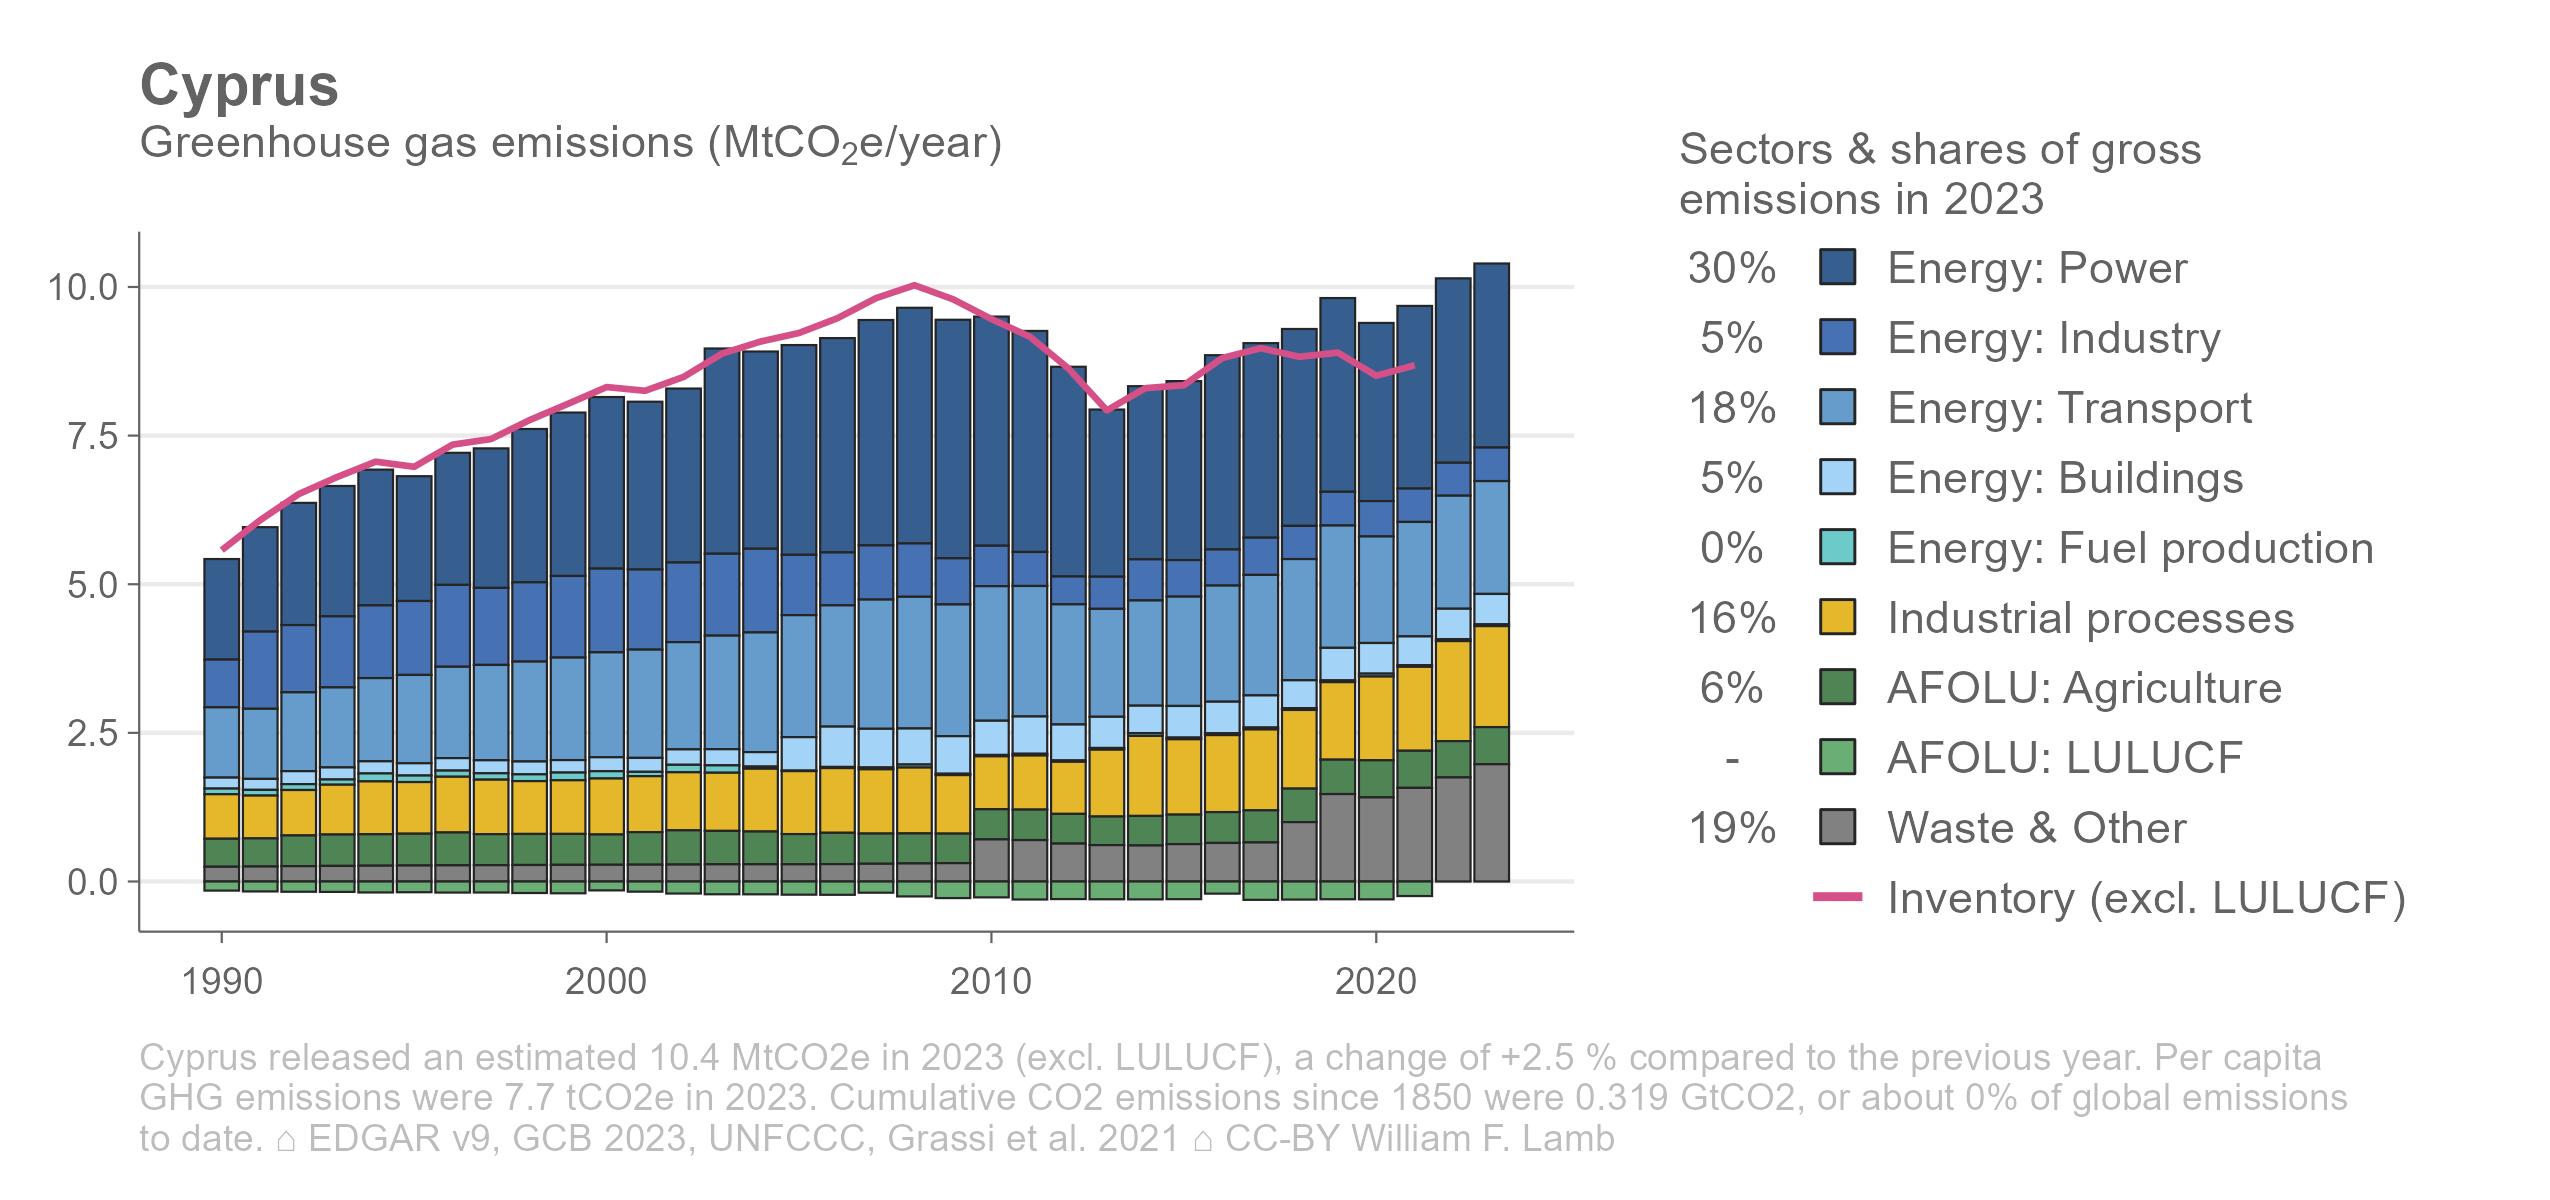 Cyprus
Greenhouse gas emissions (MtCO₂e/year)
Sectors & shares of gross
emissions in 2023
30% Energy: Power
5% Energy: Industry
18% Energy: Transport
5% Energy: Buildings
0% Energy: Fuel production
16% Industrial processes
6% AFOLU: Agriculture
- AFOLU: LULUCF
19% Waste & Other
Inventory (excl. LULUCF)
10.0
7.5
5.0
2.5
0.0
1990 2000 2010 2020
Cyprus released an estimated 10.4 MtCO2e in 2023 (excl. LULUCF), a change of +2.5 % compared to the previous year. Per capita
GHG emissions were 7.7 tCO2e in 2023. Cumulative CO2 emissions since 1850 were 0.319 GtCO2, or about 0% of global emissions
to date. ⌂ EDGAR v9, GCB 2023, UNFCCC, Grassi et al. 2021 ⌂ CC-BY William F. Lamb